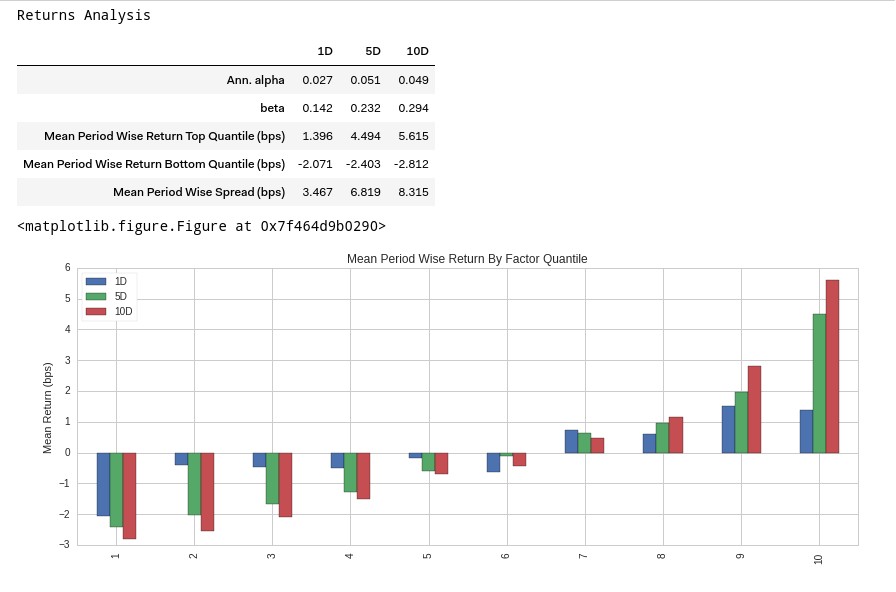 Returns Analysis
1D 5D 10D
Ann. alpha 0.027 0.051 0.049
beta 0.142 0.232 0.294
Mean Period Wise Return Top Quantile (bps) 1.396 4.494 5.615
Mean Period Wise Return Bottom Quantile (bps) -2.071 -2.403 -2.812
Mean Period Wise Spread (bps) 3.467 6.819 8.315
<matplotlib.figure.Figure at 0x7f464d9b0290>
Mean Period Wise Return By Factor Quantile
1D
5D
10D
Mean Return (bps)
6
5
4
3
2
1
0
−1
−2
−3
1 2 3 4 5 6 7 8 9 10